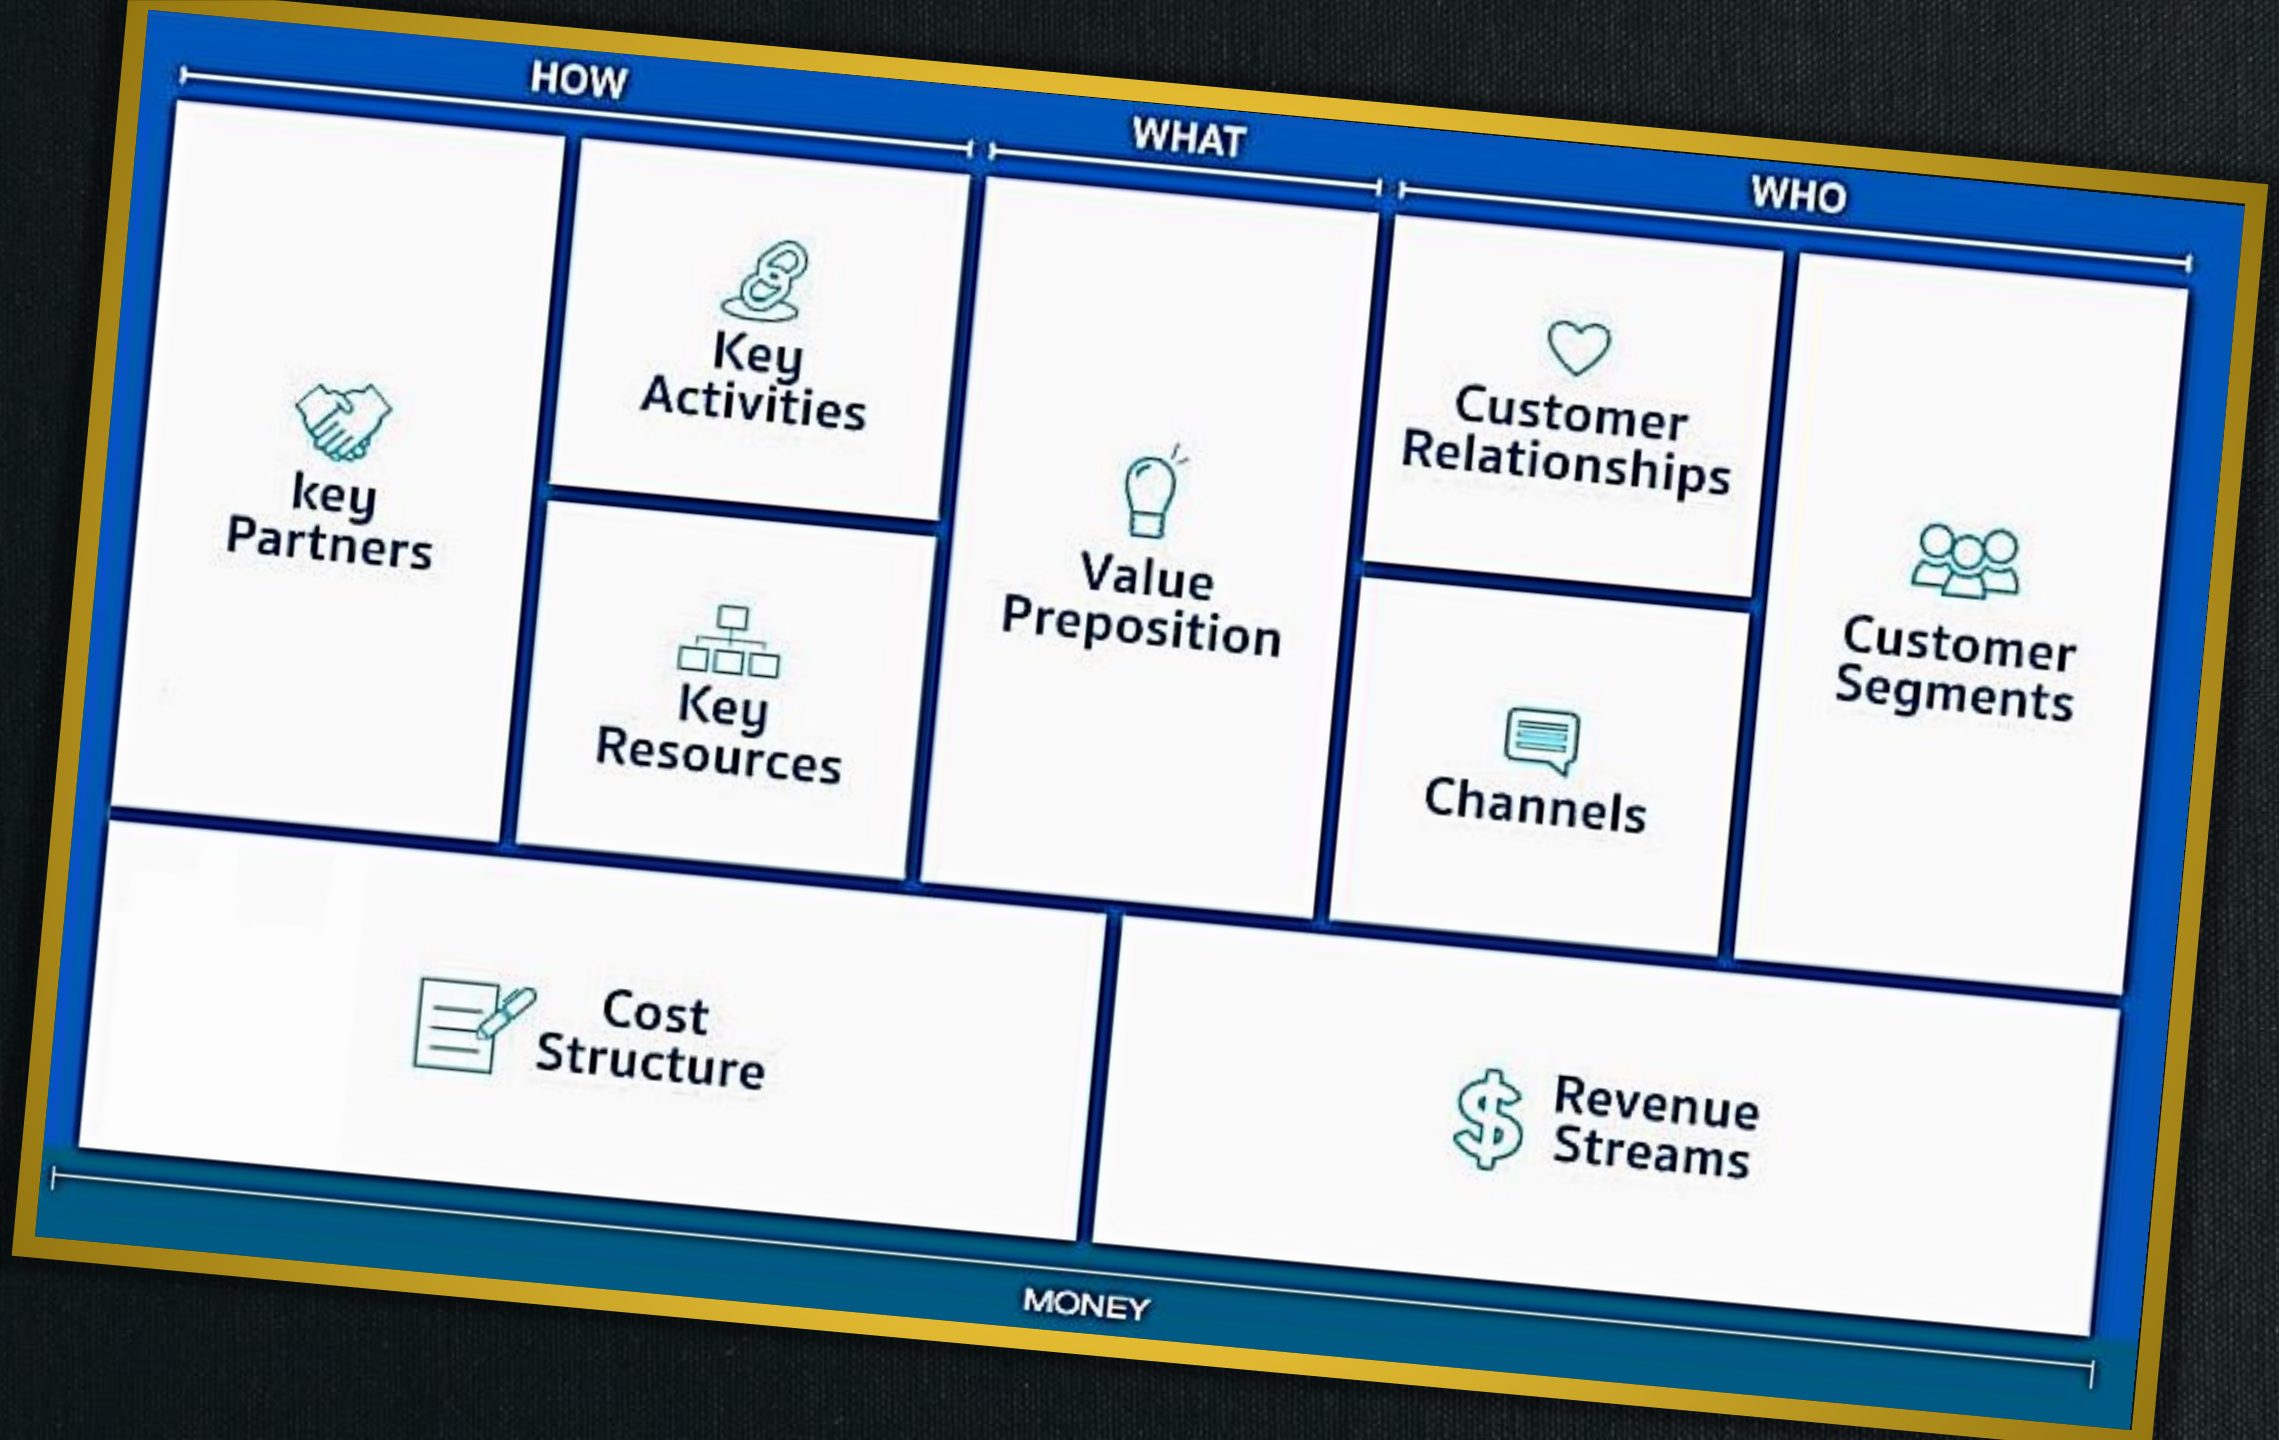 HOW
WHAT
WHO
key
Partners
Key
Activities
Key
Resources
Value
Preposition
Customer
Relationships
Channels
Customer
Segments
Cost
Structure
Revenue
Streams
MONEY